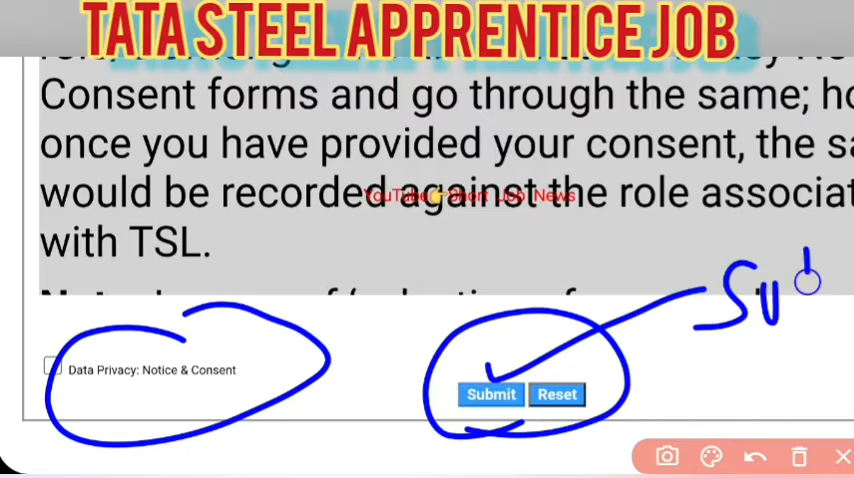 TATA STEEL APPRENTICE JOB
Consent forms and go through the same; ho
once you have provided your consent, the sa
would be recorded against the role associat
YouTube👉Short Job News
with TSL.
Su
Data Privacy: Notice & Consent
Submit Reset